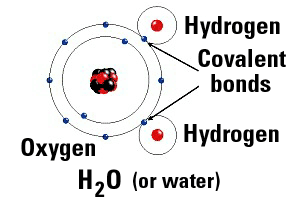 Hydrogen
Covalent
bonds
Hydrogen
Oxygen
H₂O (or water)